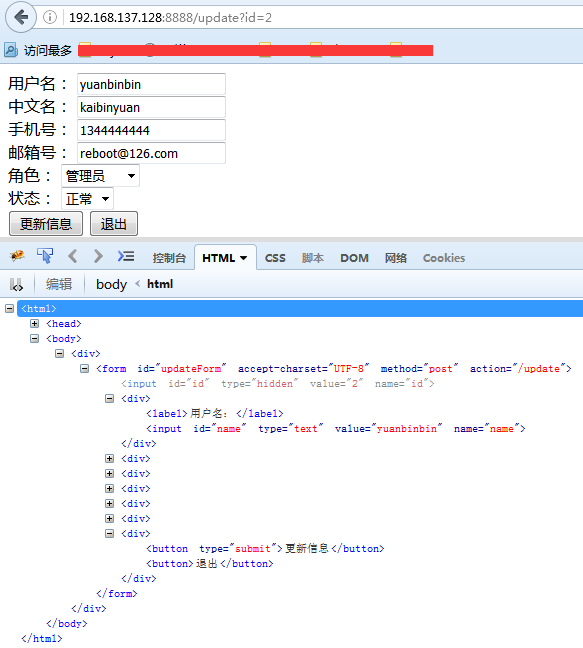 192.168.137.128:8888/update?id=2
访问最多
用户名： yuanbinbin
中文名： kaibinyuan
手机号： 1344444444
邮箱号： reboot@126.com
角色： 管理员
状态： 正常
更新信息 退出
控制台 HTML CSS 脚本 DOM 网络 Cookies
编辑 body < html
<html>
<head>
<body>
<div>
<form id="updateForm" accept-charset="UTF-8" method="post" action="/update">
<input id="id" type="hidden" value="2" name="id">
<div>
<label>用户名：</label>
<input id="name" type="text" value="yuanbinbin" name="name">
</div>
<div>
<div>
<div>
<div>
<div>
<div>
<button type="submit">更新信息</button>
<button>退出</button>
</div>
</form>
</div>
</body>
</html>